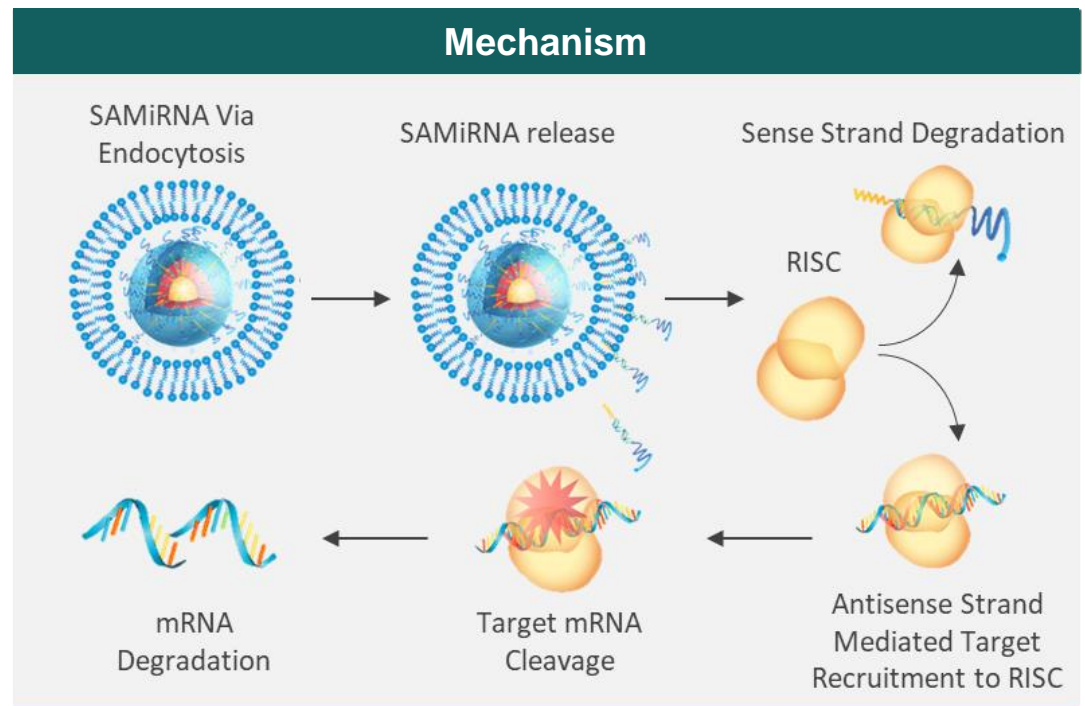 Mechanism
SAMiRNA Via
Endocytosis
SAMiRNA release
Sense Strand Degradation
RISC
Antisense Strand
Mediated Target
Recruitment to RISC
Target mRNA
Cleavage
mRNA
Degradation